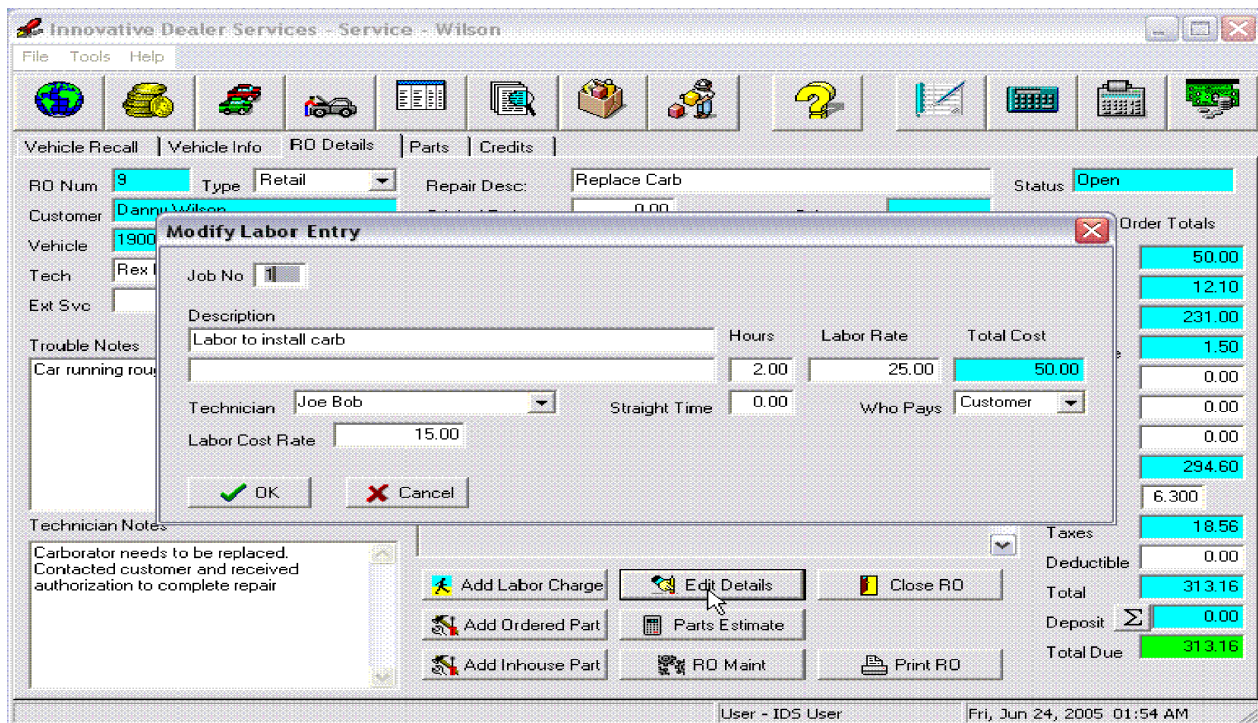 Innovative Dealer Services - Service - Wilson
File Tools Help
Vehicle Recall Vehicle Info RO Details Parts Credits
RO Num 9 Type Retail Repair Desc: Replace Carb Status Open
Customer Danny Wilson 0.00
Vehicle 1900
Tech Rex
Ext Svc
Order Totals
50.00
12.10
231.00
1.50
0.00
0.00
0.00
294.60
6.300
Taxes 18.56
Deductible 0.00
Total 313.16
Deposit Σ 0.00
Total Due 313.16
Modify Labor Entry
Job No 1
Description
Labor to install carb
Hours Labor Rate Total Cost
2.00 25.00 50.00
Technician Joe Bob Straight Time 0.00 Who Pays Customer
Labor Cost Rate 15.00
OK Cancel
Trouble Notes
Car running roug
Technician Notes
Carborator needs to be replaced.
Contacted customer and received
authorization to complete repair
Add Labor Charge Edit Details Close RO
Add Ordered Part Parts Estimate
Add Inhouse Part RO Maint Print RO
User - IDS User Fri, Jun 24, 2005 01:54 AM